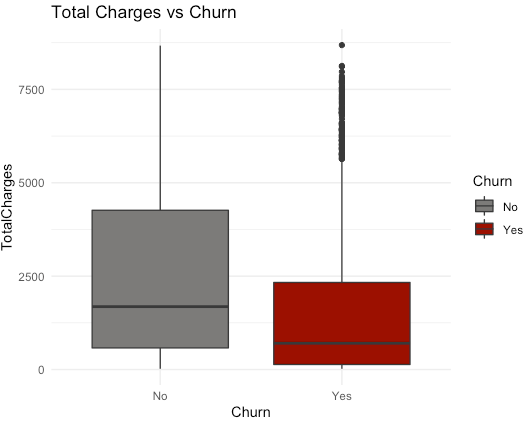 Total Charges vs Churn
TotalCharges
7500
5000
2500
0
No
Yes
Churn
Churn
No
Yes